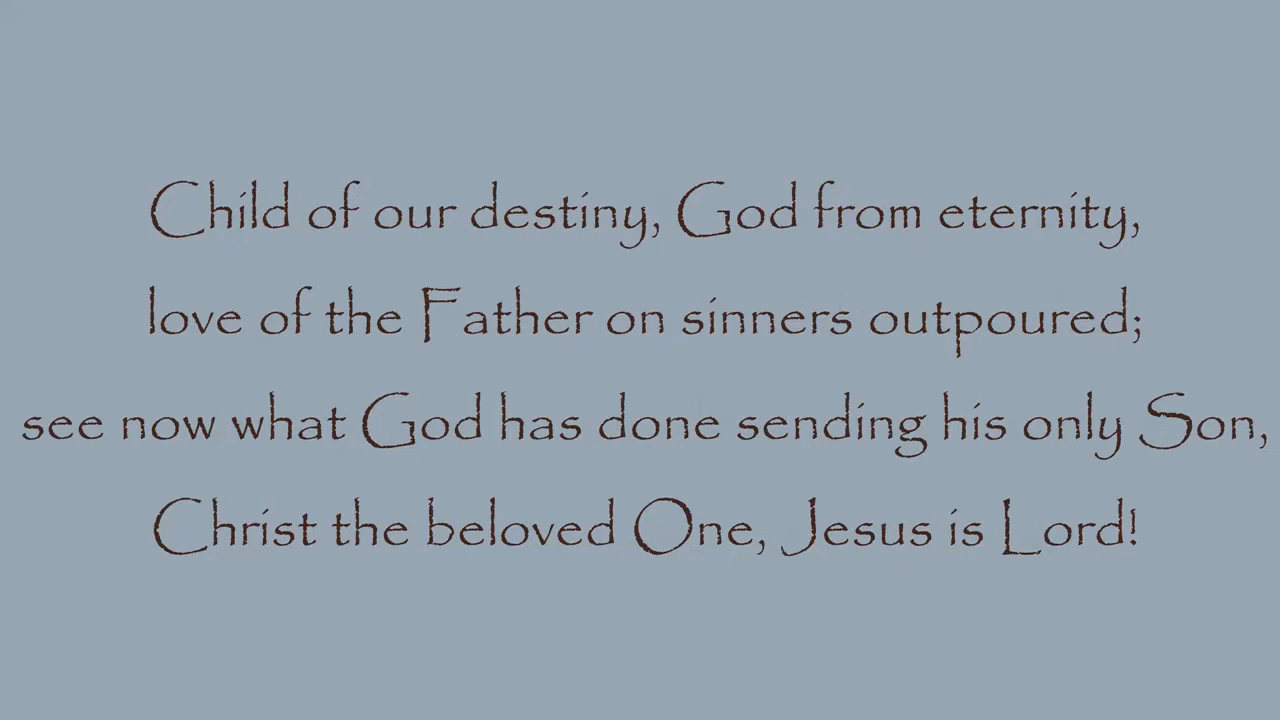 Child of our destiny, God from eternity,
love of the Father on sinners outpoured;
see now what God has done sending his only Son,
Christ the beloved One, Jesus is Lord!